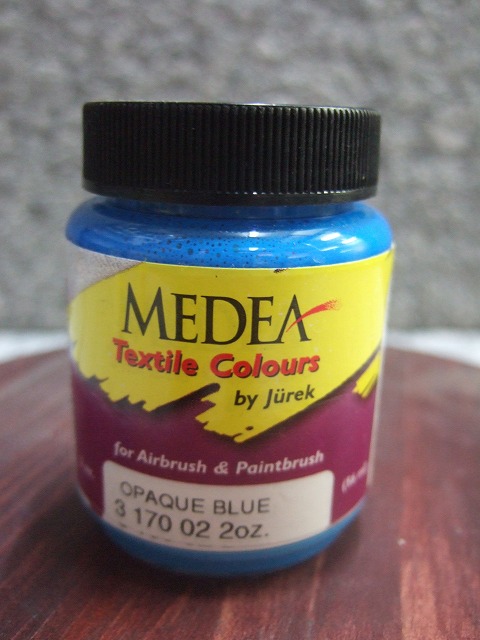 MEDEA
Textile Colours
by Jürek
for Airbrush & Paintbrush
OPAQUE BLUE
3 170 02 2oz.